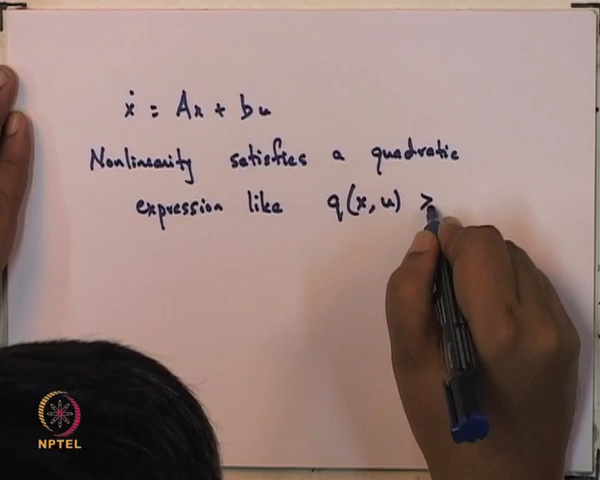 ẋ = Ax + bu
Nonlinearity satisfies a quadratic
expression like q(x, u) >
NPTEL